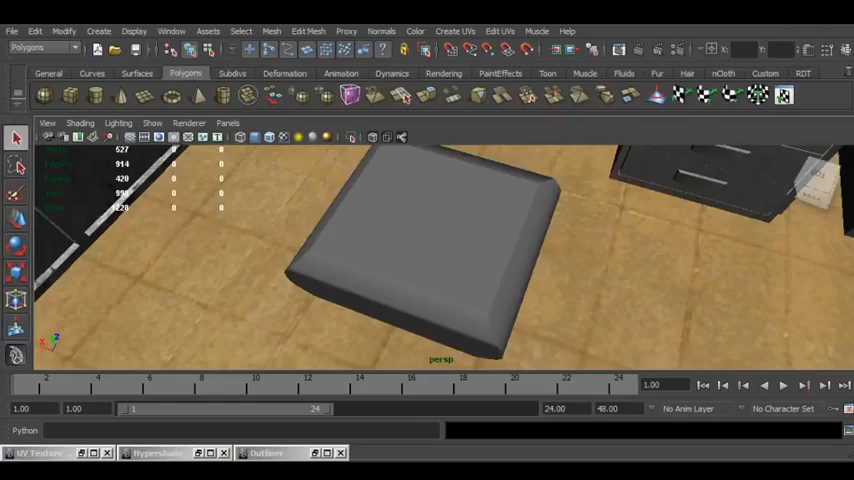 File Edit Modify Create Display Window Assets Select Mesh Edit Mesh Proxy Normals Color Create UVs Edit UVs Muscle Help
Polygons X: Y:
General Curves Surfaces Polygons Subdivs Deformation Animation Dynamics Rendering PaintEffects Toon Muscle Fluids Fur Hair nCloth Custom RDT
View Shading Lighting Show Renderer Panels
527 0 0
914 0 0
420 0 0
990 0 0
1228 0 0
persp
2 4 6 8 10 12 14 16 18 20 22 24 1.00
1.00 1.00 1 24 24.00 48.00 No Anim Layer No Character Set
Python
UV Texture Hypershade Outliner